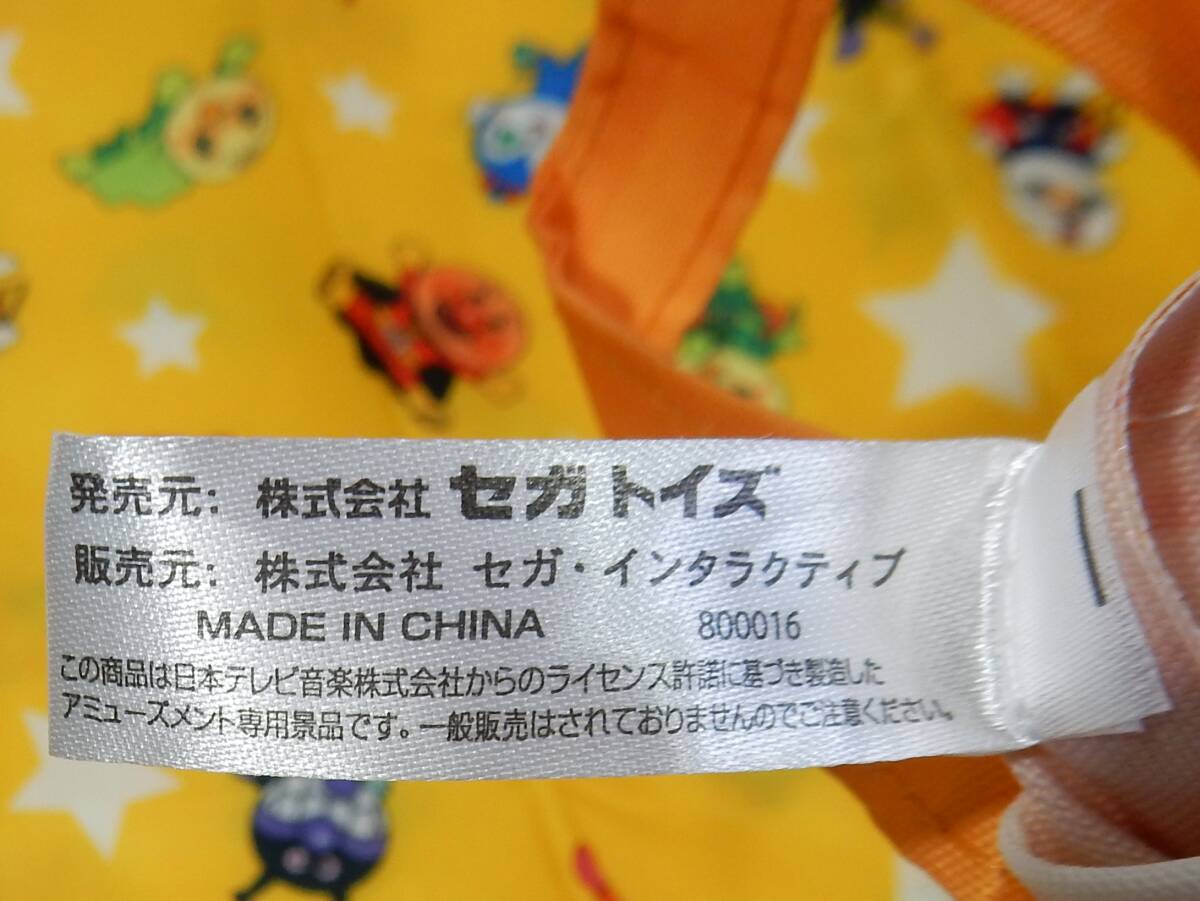 発売元: 株式会社 セガトイズ
販売元: 株式会社 セガ・インタラクティブ
MADE IN CHINA 800016
この商品は日本テレビ音楽株式会社からのライセンス許諾に基づき製造した
アミューズメント専用景品です。一般販売はされておりませんのでご注意ください。